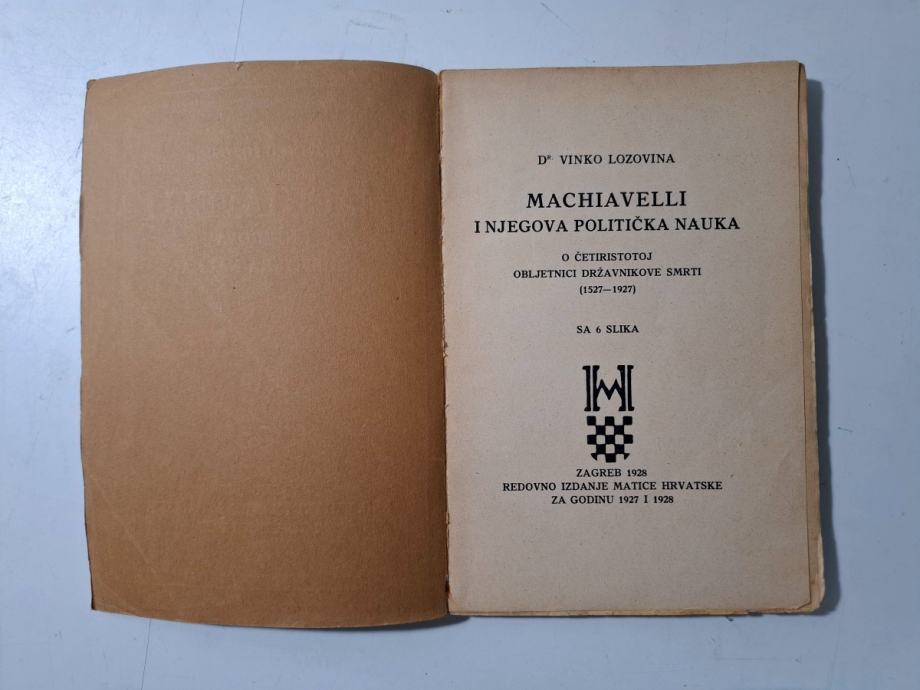 Dr. VINKO LOZOVINA
MACHIAVELLI
I NJEGOVA POLITIČKA NAUKA
O ČETIRISTOTOJ
OBLJETNICI DRŽAVNIKOVE SMRTI
(1527—1927)
SA 6 SLIKA
MH
ZAGREB 1928
REDOVNO IZDANJE MATICE HRVATSKE
ZA GODINU 1927 I 1928